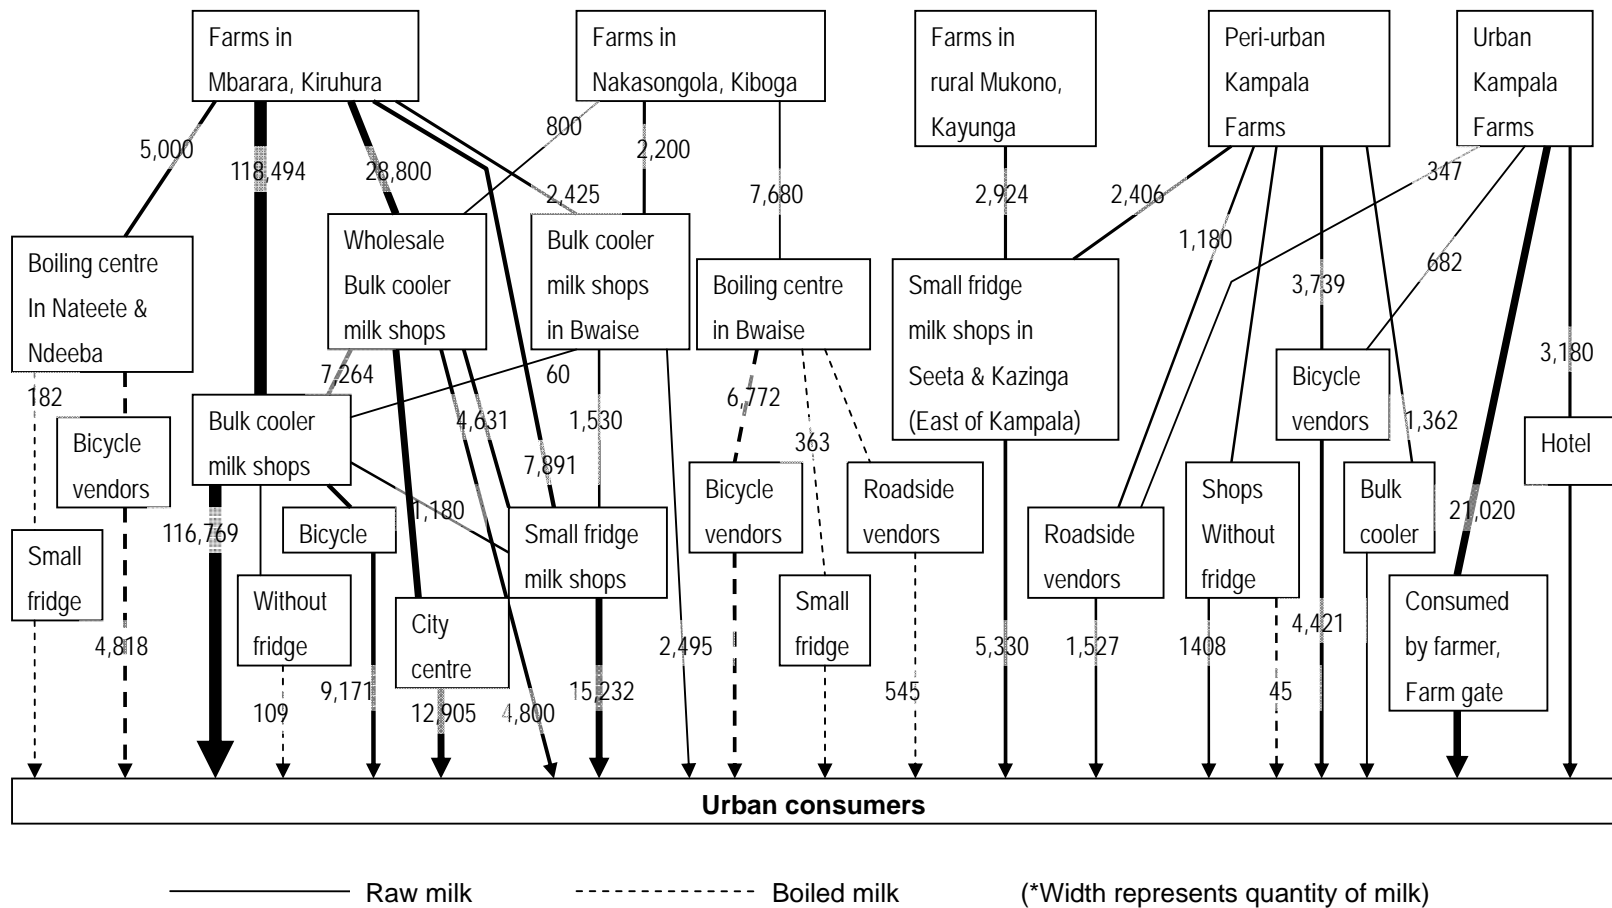 Farms in
Mbarara, Kiruhura
Farms in
Nakasongola, Kiboga
Farms in
rural Mukono,
Kayunga
Peri-urban
Kampala
Farms
Urban
Kampala
Farms
5,000
118,494
28,800
800
2,200
2,425
7,680
2,924
2,406
1,180
347
682
3,739
3,180
Boiling centre
In Nateete &
Ndeeba
Wholesale
Bulk cooler
milk shops
Bulk cooler
milk shops
in Bwaise
Boiling centre
in Bwaise
Small fridge
milk shops in
Seeta & Kazinga
(East of Kampala)
Bicycle
vendors
Hotel
182
7,264
60
4,631
1,530
7,891
6,772
363
1,362
21,020
Bulk cooler
milk shops
Bicycle
vendors
Bicycle
vendors
Roadside
vendors
Shops
Without
fridge
Bulk
cooler
116,769
1,180
Bicycle
Small fridge
milk shops
Roadside
vendors
Small
fridge
Without
fridge
City
centre
Small
fridge
Consumed
by farmer,
Farm gate
4,818
109
9,171
12,905
4,800
15,232
2,495
545
5,330
1,527
1408
45
4,421
Urban consumers
Raw milk
Boiled milk
(*Width represents quantity of milk)